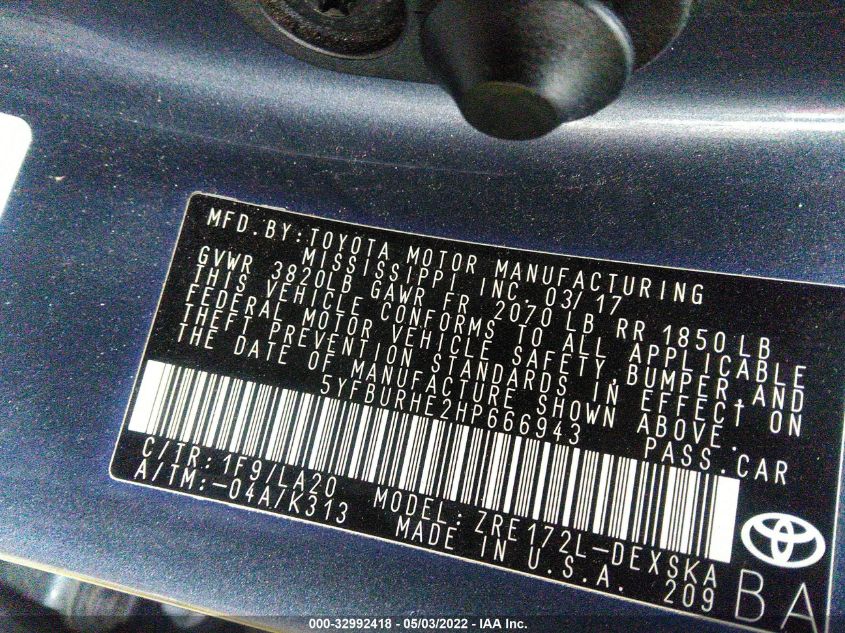 MFD.BY:TOYOTA MOTOR MANUFACTURING
MISSISSIPPI INC. 03/17
GVWR 3820LB GAWR FR 2070 LB RR 1850LB
THIS VEHICLE CONFORMS TO ALL APPLICABLE
FEDERAL MOTOR VEHICLE SAFETY,BUMPER,AND
THEFT PREVENTION STANDARDS IN EFFECT ON
THE DATE OF MANUFACTURE SHOWN ABOVE.
5YFBURHE2HP666943 PASS.CAR
C/TR:1F9/LA20 MODEL:ZRE172L-DEXSKA
A/TM:-04A/K313 MADE IN U.S.A. 209
BA
000-32992418 - 05/03/2022 - IAA Inc.